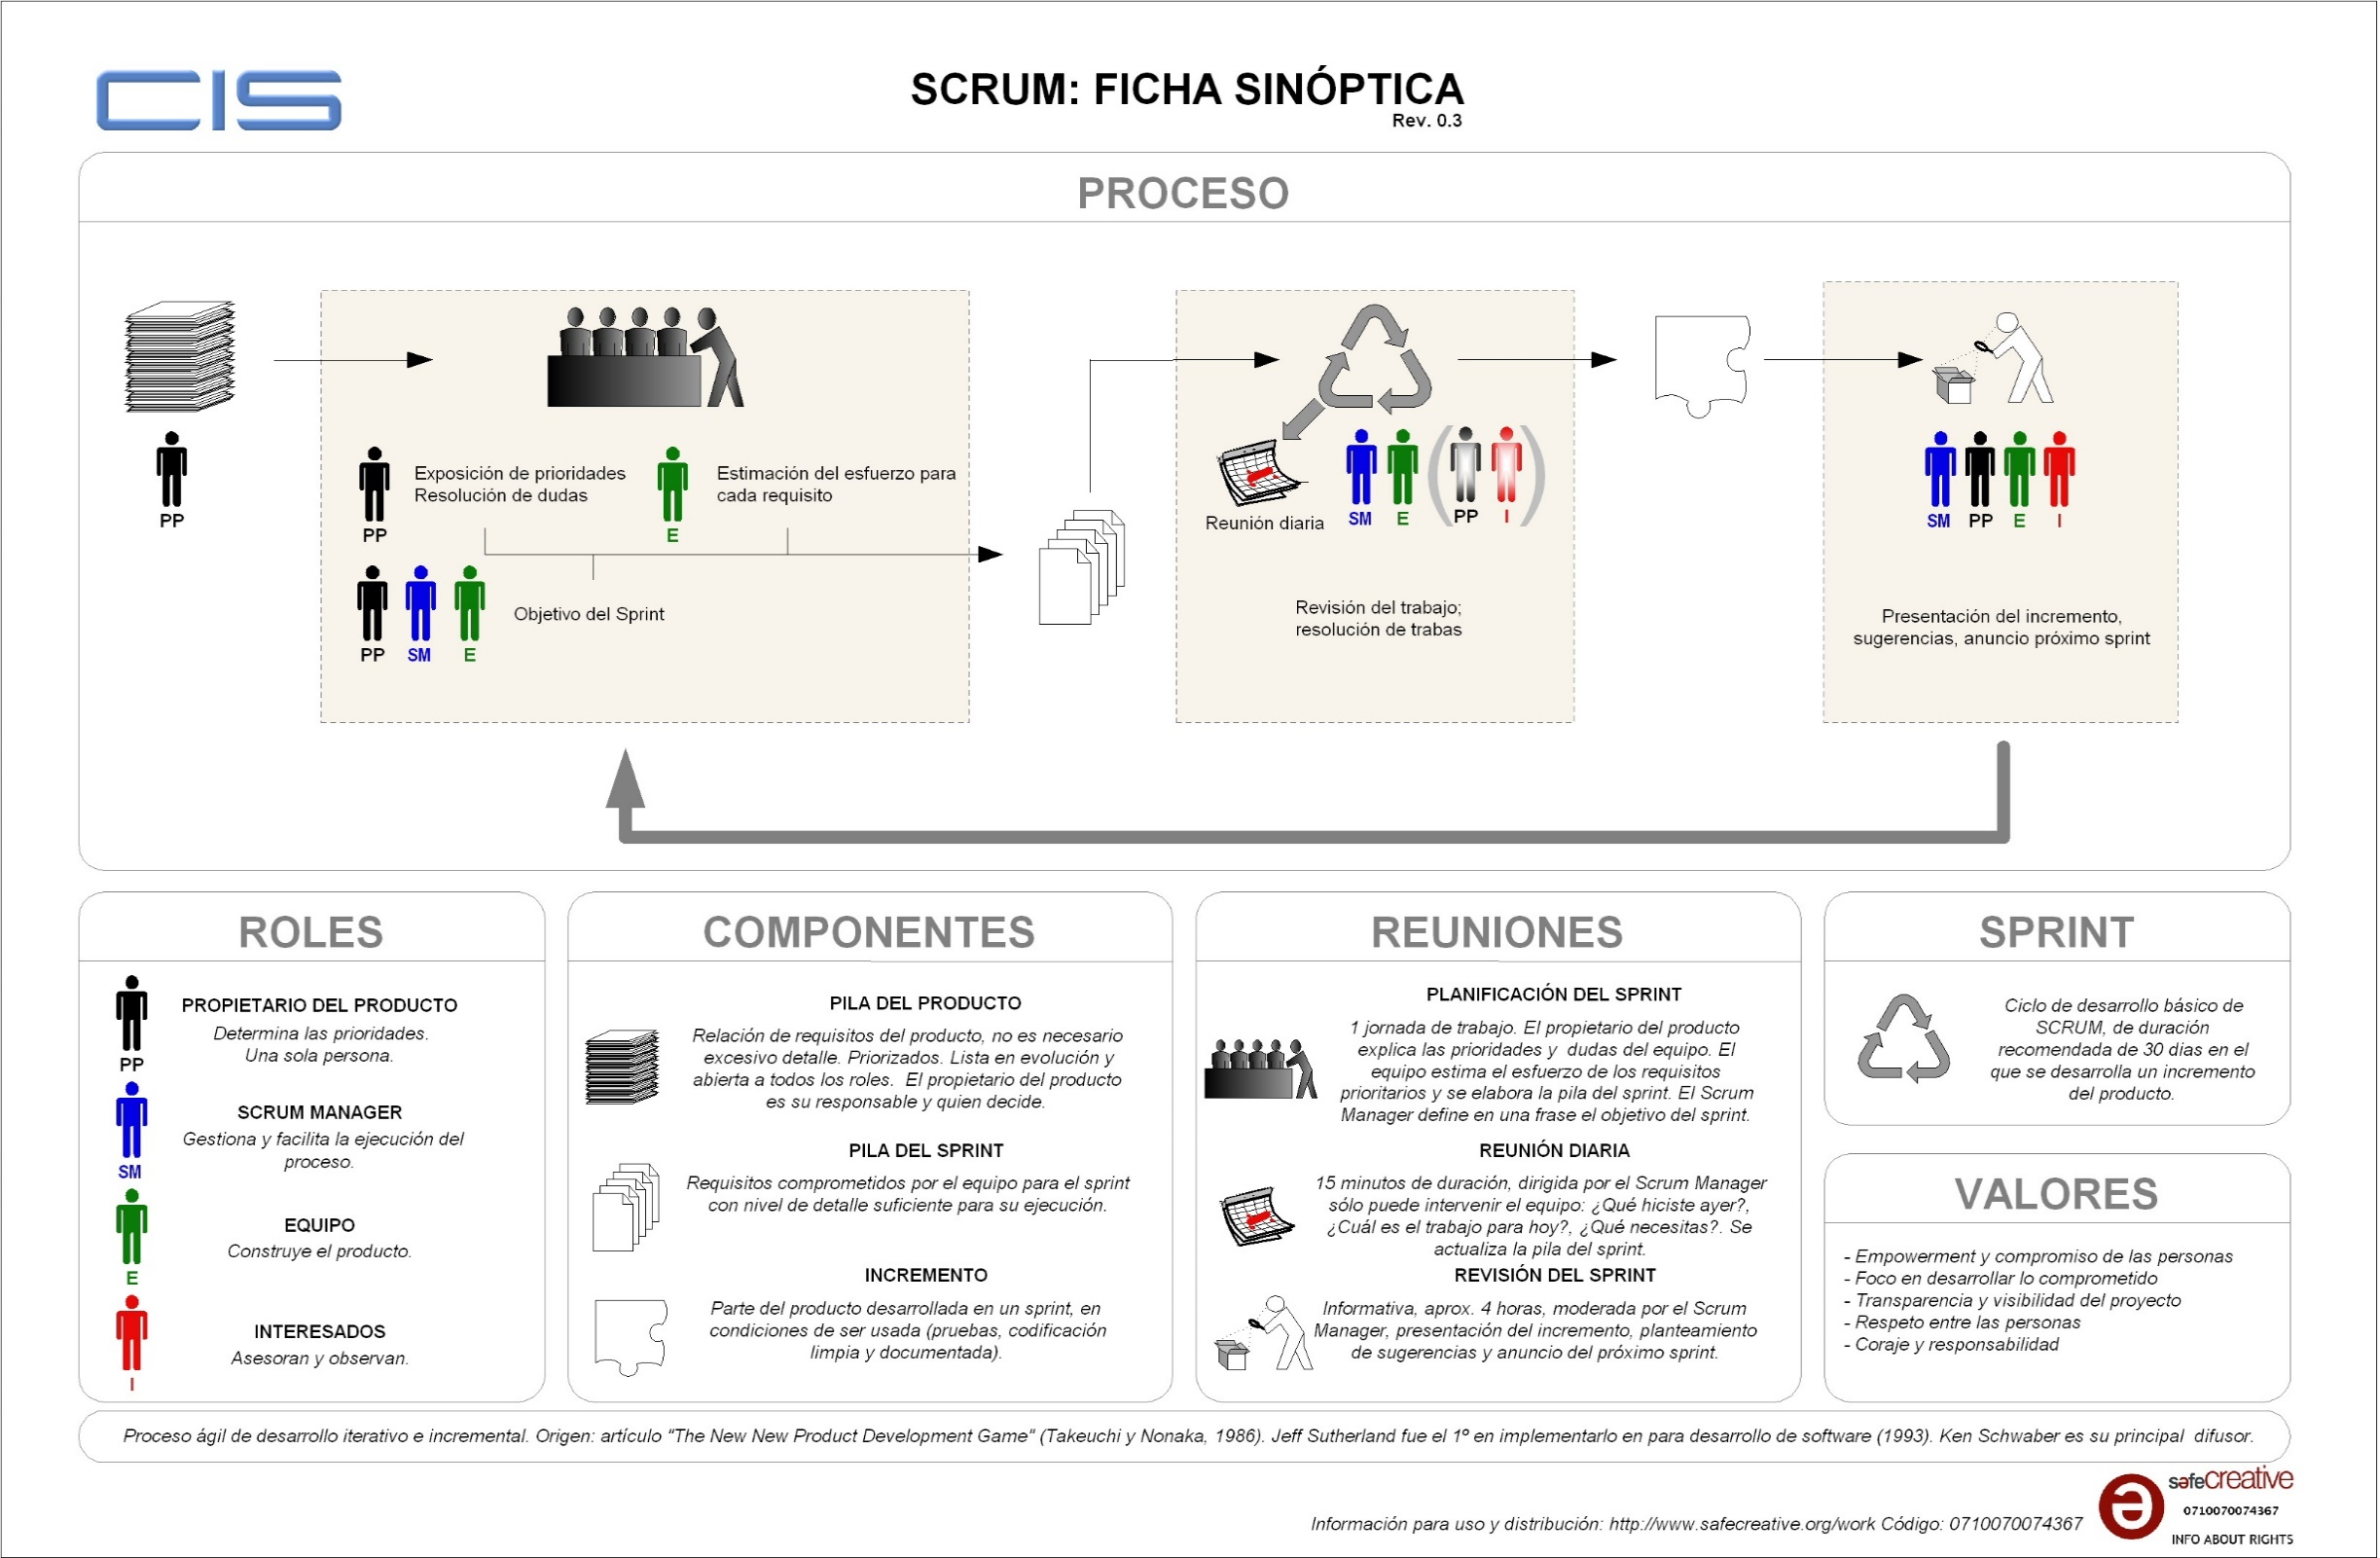 CIS
SCRUM: FICHA SINÓPTICA
Rev. 0.3
PROCESO
PP
PP
Exposición de prioridades
Resolución de dudas
E
Estimación del esfuerzo para
cada requisito
PP SM E
Objetivo del Sprint
Reunión diaria
SM E (PP I)
Revisión del trabajo;
resolución de trabas
SM PP E I
Presentación del incremento,
sugerencias, anuncio próximo sprint
ROLES
PP
PROPIETARIO DEL PRODUCTO
Determina las prioridades.
Una sola persona.
SM
SCRUM MANAGER
Gestiona y facilita la ejecución del
proceso.
E
EQUIPO
Construye el producto.
I
INTERESADOS
Asesoran y observan.
COMPONENTES
PILA DEL PRODUCTO
Relación de requisitos del producto, no es necesario
excesivo detalle. Priorizados. Lista en evolución y
abierta a todos los roles. El propietario del producto
es su responsable y quien decide.
PILA DEL SPRINT
Requisitos comprometidos por el equipo para el sprint
con nivel de detalle suficiente para su ejecución.
INCREMENTO
Parte del producto desarrollada en un sprint, en
condiciones de ser usada (pruebas, codificación
limpia y documentada).
REUNIONES
PLANIFICACIÓN DEL SPRINT
1 jornada de trabajo. El propietario del producto
explica las prioridades y dudas del equipo. El
equipo estima el esfuerzo de los requisitos
prioritarios y se elabora la pila del sprint. El Scrum
Manager define en una frase el objetivo del sprint.
REUNIÓN DIARIA
15 minutos de duración, dirigida por el Scrum Manager
sólo puede intervenir el equipo: ¿Qué hiciste ayer?,
¿Cuál es el trabajo para hoy?, ¿Qué necesitas?. Se
actualiza la pila del sprint.
REVISIÓN DEL SPRINT
Informativa, aprox. 4 horas, moderada por el Scrum
Manager, presentación del incremento, planteamiento
de sugerencias y anuncio del próximo sprint.
SPRINT
Ciclo de desarrollo básico de
SCRUM, de duración
recomendada de 30 dias en el
que se desarrolla un incremento
del producto.
VALORES
- Empowerment y compromiso de las personas
- Foco en desarrollar lo comprometido
- Transparencia y visibilidad del proyecto
- Respeto entre las personas
- Coraje y responsabilidad
Proceso ágil de desarrollo iterativo e incremental. Origen: artículo "The New New Product Development Game" (Takeuchi y Nonaka, 1986). Jeff Sutherland fue el 1º en implementarlo en para desarrollo de software (1993). Ken Schwaber es su principal difusor.
Información para uso y distribución: http://www.safecreative.org/work Código: 0710070074367
safecreative
0710070074367
INFO ABOUT RIGHTS